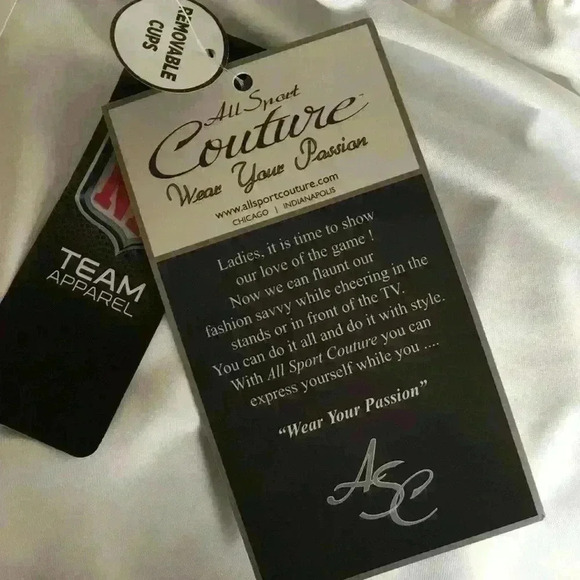 REMOVABLE
CUPS
All Sport
Couture™
Wear Your Passion
www.allsportcouture.com
CHICAGO | INDIANAPOLIS
Ladies, it is time to show
our love of the game !
Now we can flaunt our
fashion savvy while cheering in the
stands or in front of the TV.
You can do it all and do it with style.
With All Sport Couture you can
express yourself while you ....
“Wear Your Passion”
ASC
TEAM
APPAREL